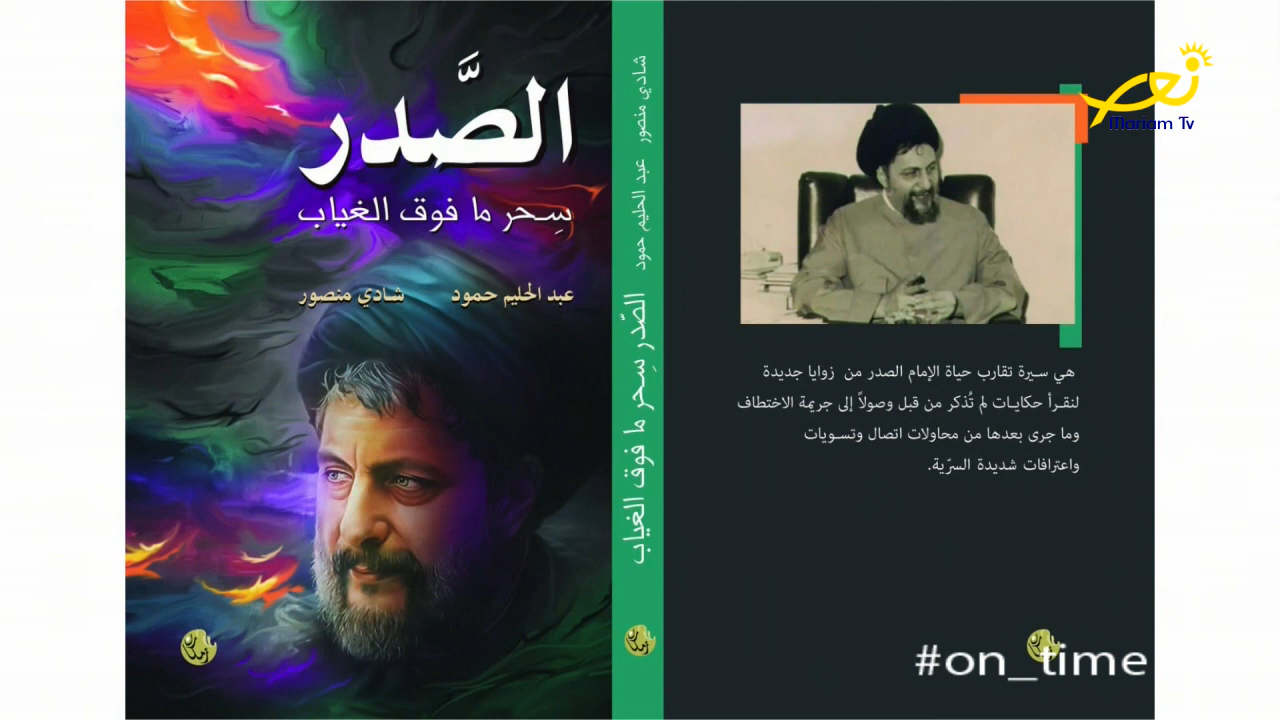 الصَّدر
سِحر ما فوق الغياب
عبد الحليم حمود شادي منصور
شادي منصور عبد الحليم حمود
الصّدر سِحر ما فوق الغياب
Mariam Tv
هي سيرة تقارب حياة الإمام الصدر من زوايا جديدة
لنقرأ حكايات لم تُذكر من قبل وصولاً إلى جريمة الاختطاف
وما جرى بعدها من محاولات اتصال وتسويات
واعترافات شديدة السرّية.
#on_time